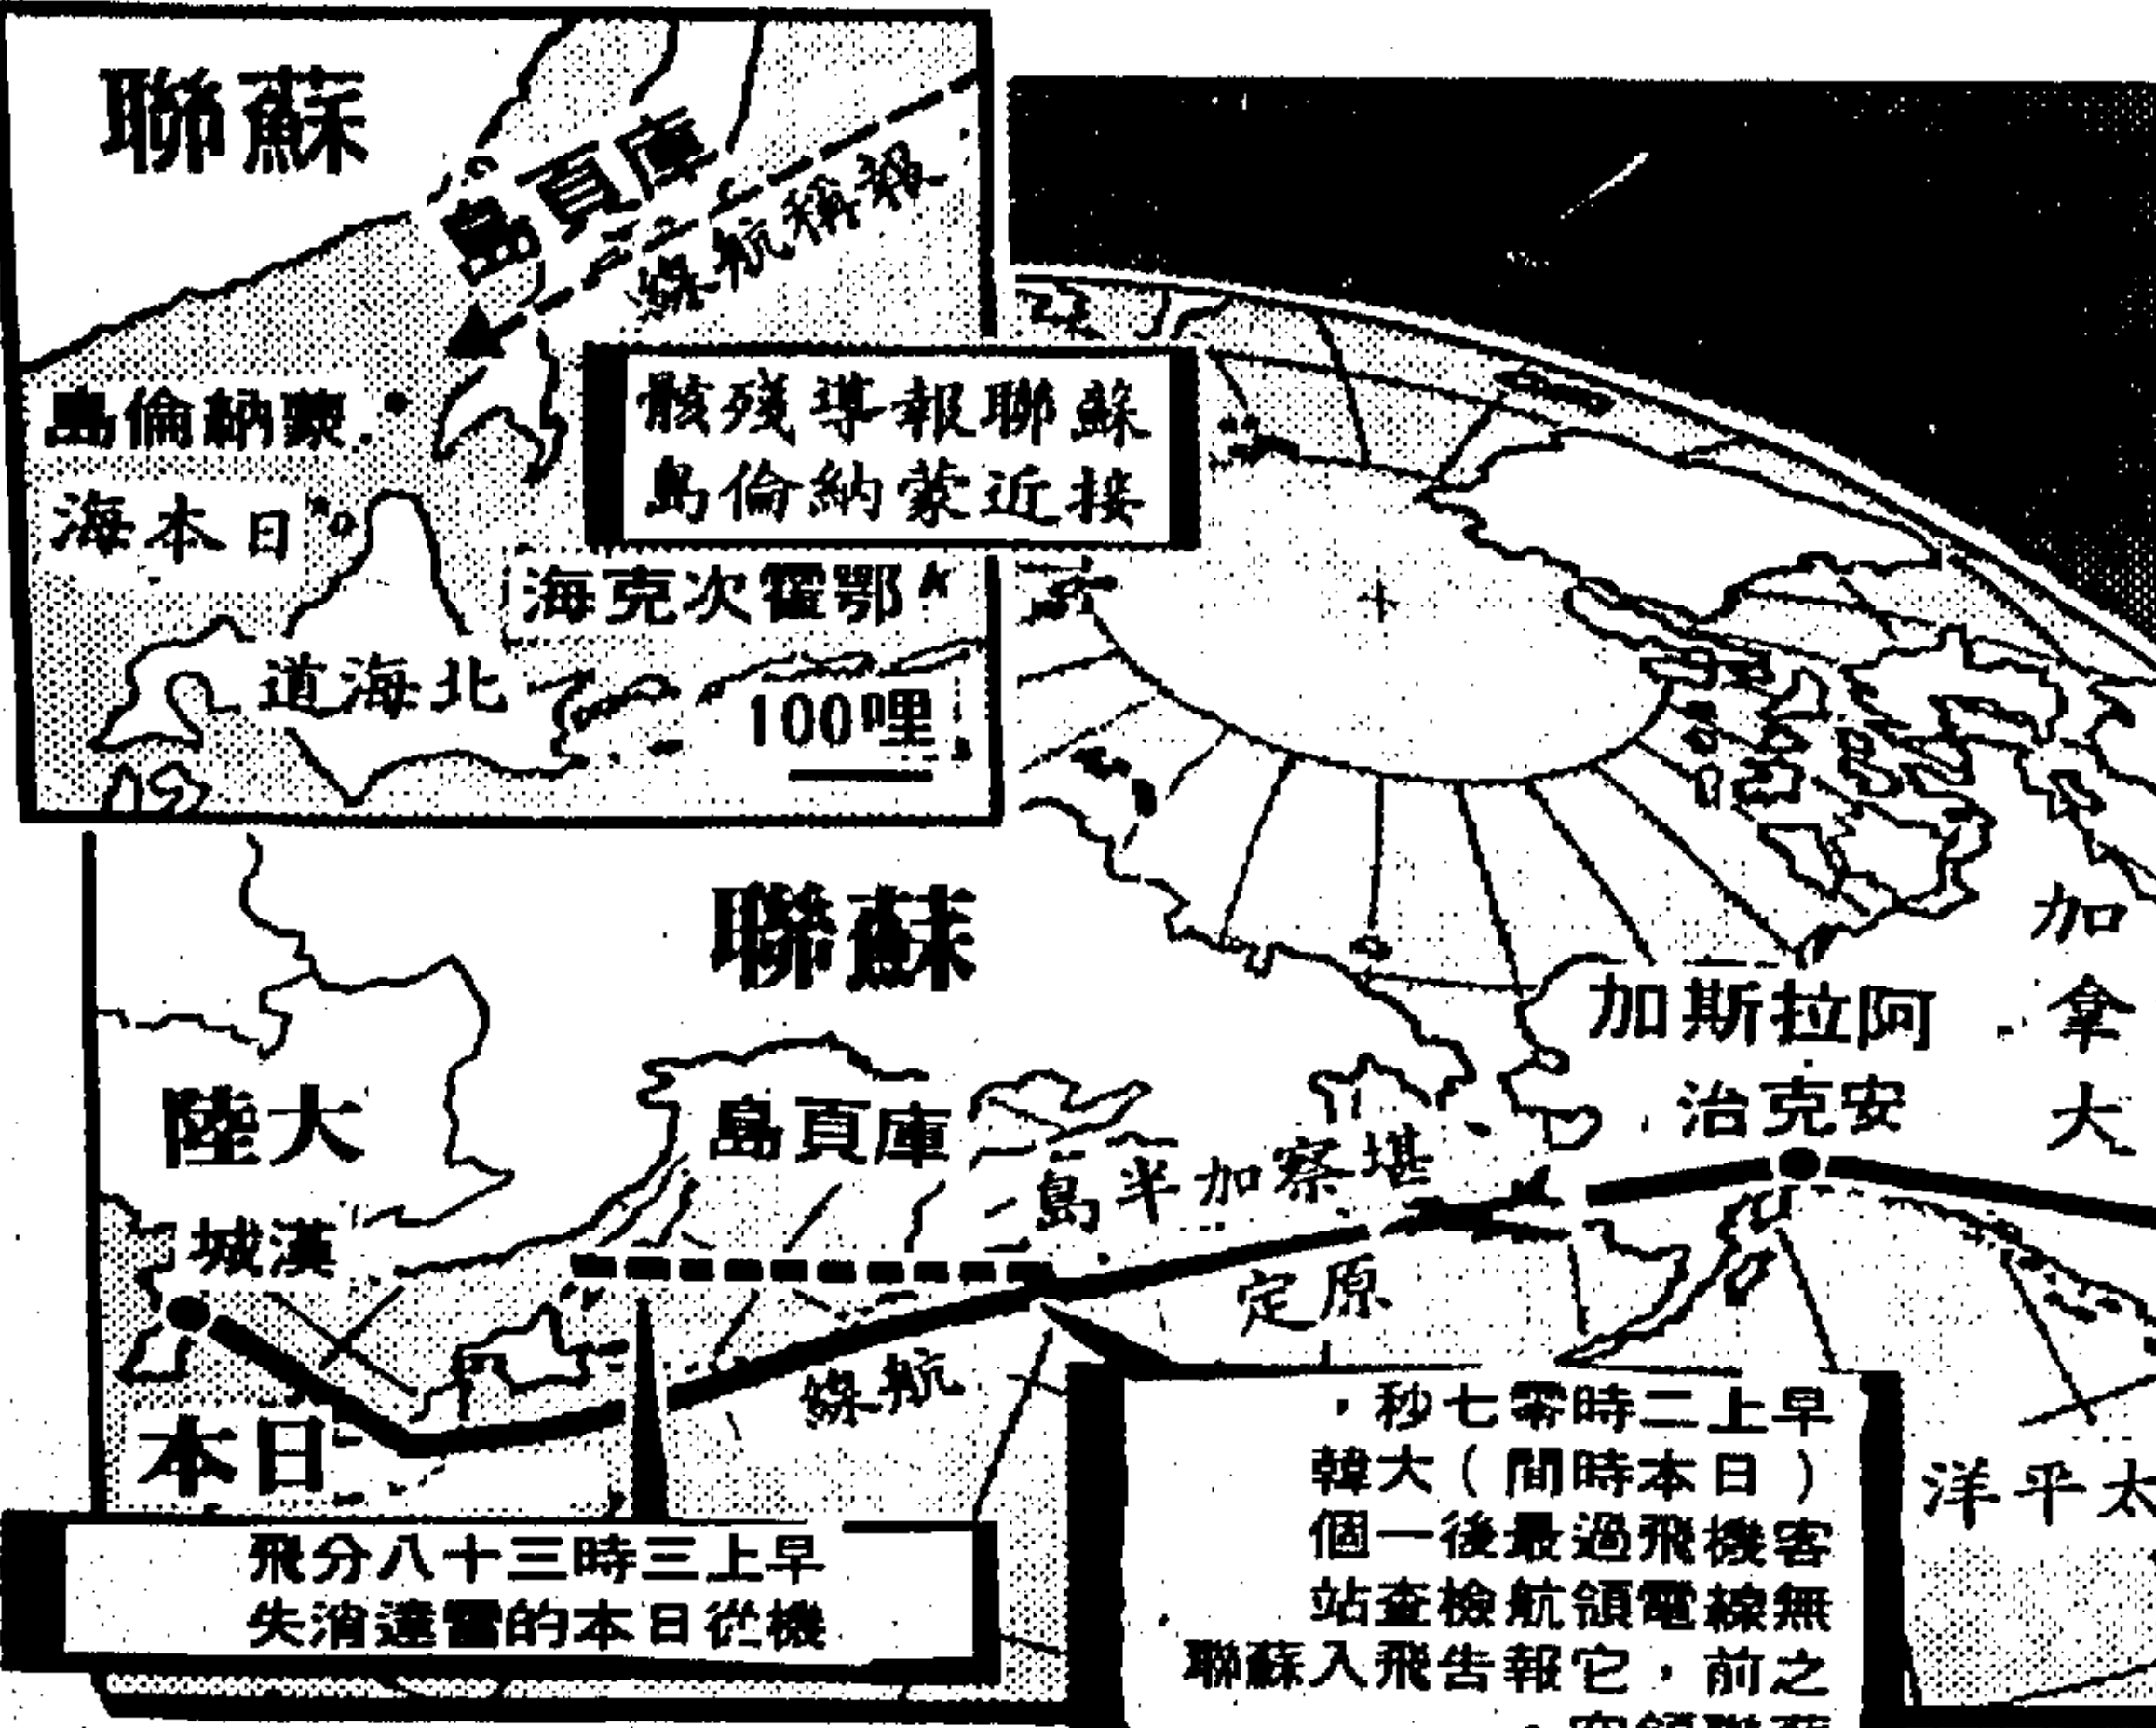 蘇聯
庫頁島
報稱航線
蘇聯報導殘骸
接近蒙納倫島
蒙納倫島
日本海
鄂霍次克海
北海道
100哩
蘇聯
加拿大
阿拉斯加
安克治
大陸
庫頁島
堪察加半島
漢城
原定
航線
日本
太平洋
早上二時零七秒，
（日本時間）大韓
客機飛過最後一個
無線電領航檢查站
之前，它報告飛入蘇聯
早上三時三十八分飛
機從日本的雷達消失